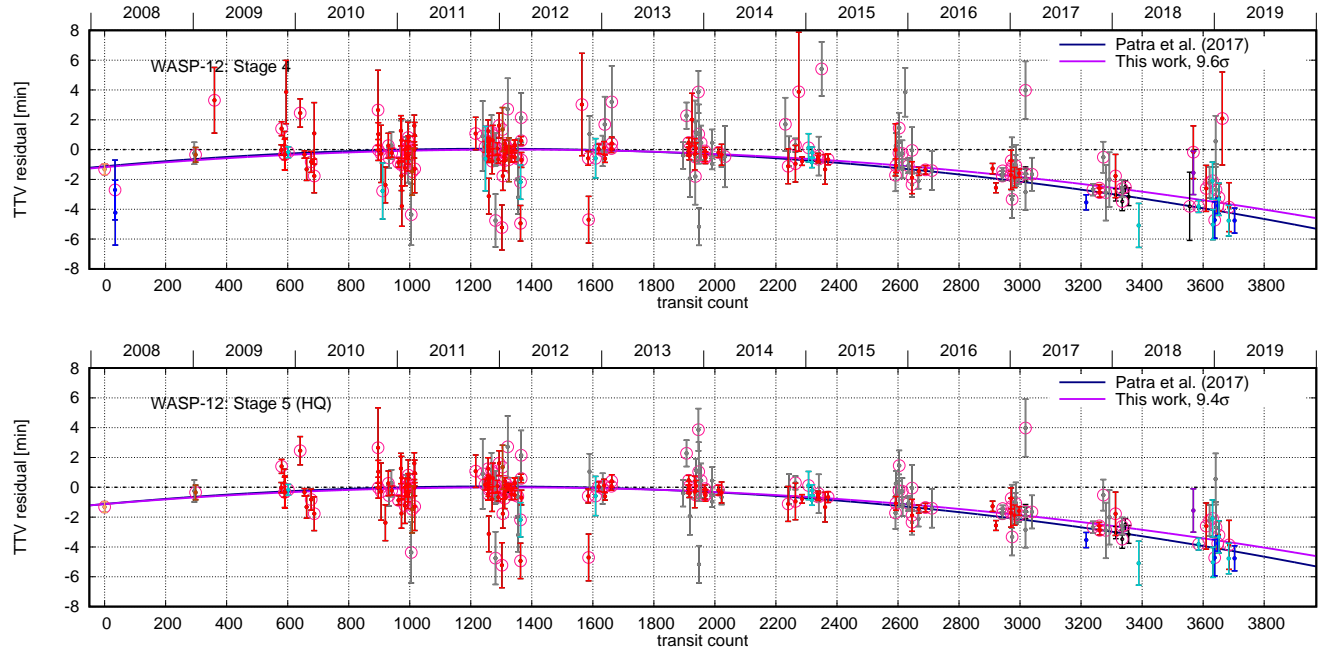 2008 2009 2010 2011 2012 2013 2014 2015 2016 2017 2018 2019
8
WASP-12: Stage 4
Patra et al. (2017)
This work, 9.6σ
6
4
2
0
-2
-4
-6
-8
TTV residual [min]
0 200 400 600 800 1000 1200 1400 1600 1800 2000 2200 2400 2600 2800 3000 3200 3400 3600 3800
transit count
2008 2009 2010 2011 2012 2013 2014 2015 2016 2017 2018 2019
8
WASP-12: Stage 5 (HQ)
Patra et al. (2017)
This work, 9.4σ
6
4
2
0
-2
-4
-6
-8
TTV residual [min]
0 200 400 600 800 1000 1200 1400 1600 1800 2000 2200 2400 2600 2800 3000 3200 3400 3600 3800
transit count